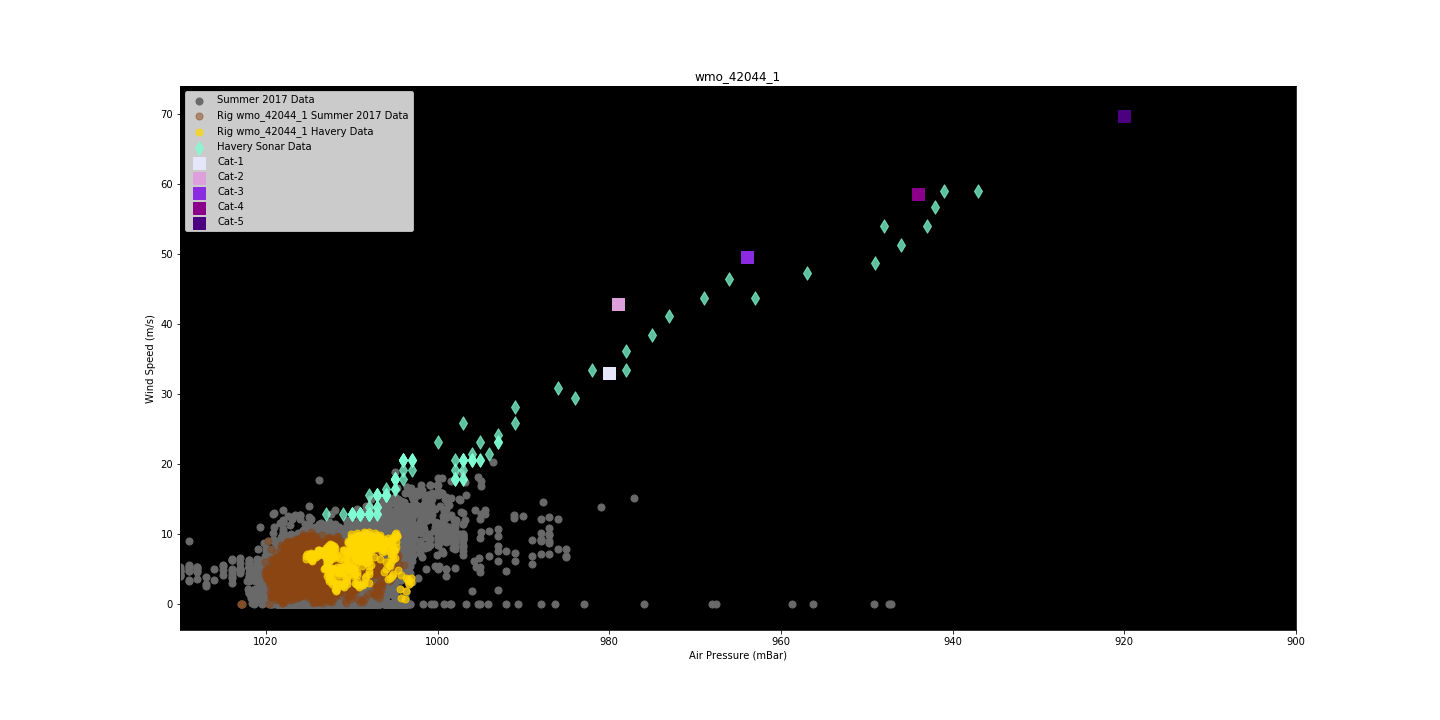 wmo_42044_1
Summer 2017 Data
Rig wmo_42044_1 Summer 2017 Data
Rig wmo_42044_1 Havery Data
Havery Sonar Data
Cat-1
Cat-2
Cat-3
Cat-4
Cat-5
70
60
50
40
30
20
10
0
Wind Speed (m/s)
1020 1000 980 960 940 920 900
Air Pressure (mBar)